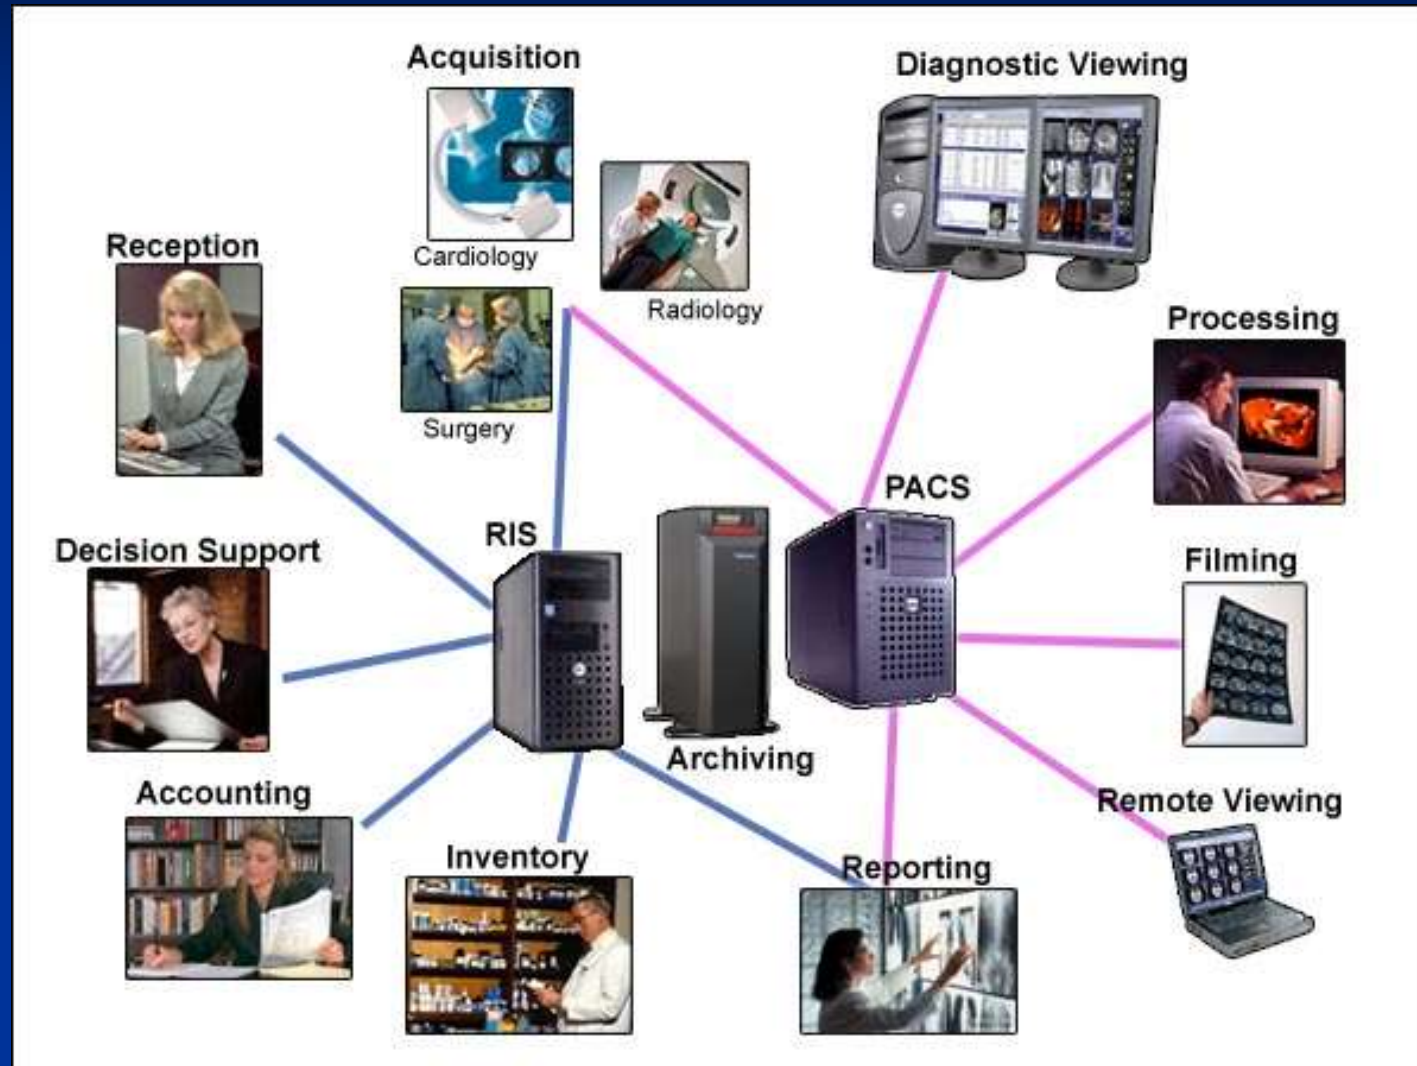 Acquisition
Diagnostic Viewing
Cardiology
Reception
Radiology
Processing
Surgery
PACS
RIS
Decision Support
Filming
Archiving
Accounting
Remote Viewing
Inventory
Reporting